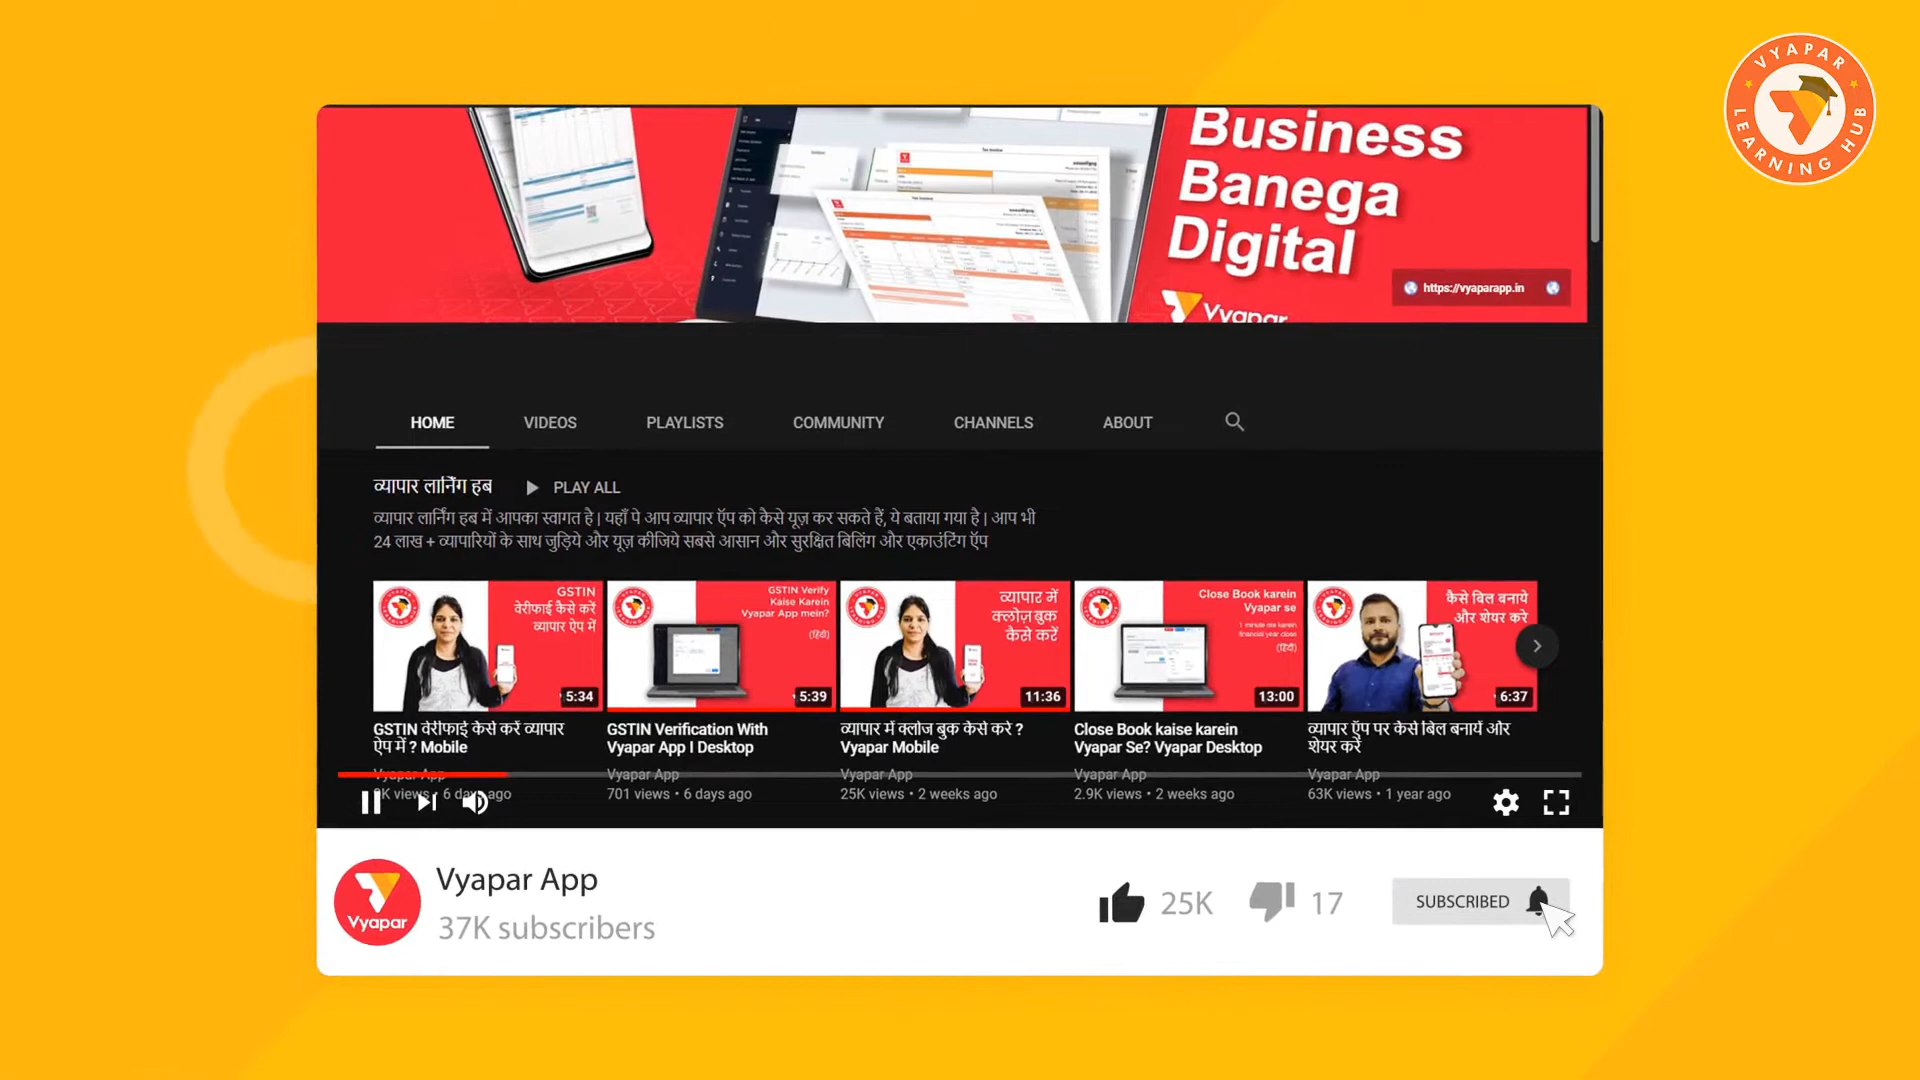 VYAPAR
LEARNING HUB
Business
Banega
Digital
Vyapar
https://vyaparapp.in
HOME VIDEOS PLAYLISTS COMMUNITY CHANNELS ABOUT
व्यापार लार्निंग हब PLAY ALL
व्यापार लार्निंग हब में आपका स्वागत है | यहाँ पे आप व्यापार ऍप को कैसे यूज़ कर सकते हैं, ये बताया गया है | आप भी
24 लाख + व्यापारियों के साथ जुड़िये और यूज़ कीजिये सबसे आसान और सुरक्षित बिलिंग और एकाउंटिंग ऍप
GSTIN
वेरीफाई कैसे करें
व्यापार ऐप में
5:34
GSTIN Verify
Kaise Karein
Vyapar App mein?
(हिंदी)
5:39
व्यापार में
क्लोज़ बुक
कैसे करें
11:36
Close Book karein
Vyapar se
1 minute me karein
financial year close
(हिंदी)
13:00
कैसे बिल बनाये
और शेयर करे
6:37
GSTIN वेरीफाई कैसे करें व्यापार
ऐप में ? Mobile
Vyapar App
K views • 6 days ago
GSTIN Verification With
Vyapar App I Desktop
Vyapar App
701 views • 6 days ago
व्यापार में क्लोज बुक कैसे करे ?
Vyapar Mobile
Vyapar App
25K views • 2 weeks ago
Close Book kaise karein
Vyapar Se? Vyapar Desktop
Vyapar App
2.9K views • 2 weeks ago
व्यापार ऍप पर कैसे बिल बनायें और
शेयर करें
Vyapar App
63K views • 1 year ago
Vyapar
Vyapar App
37K subscribers
25K 17 SUBSCRIBED